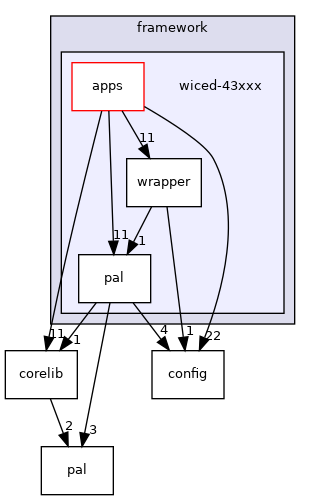 framework
apps
wiced-43xxx
11
wrapper
11
1
pal
11
1
4
1
22
corelib
config
2
3
pal